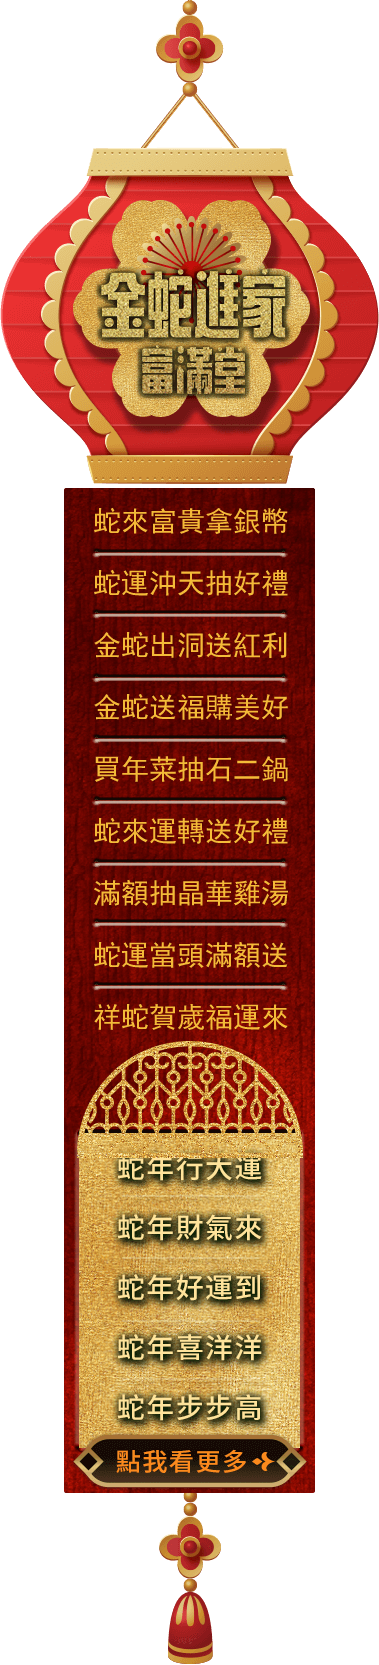 金蛇進家
富滿堂
蛇來富貴拿銀幣
蛇運沖天抽好禮
金蛇出洞送紅利
金蛇送福購美好
買年菜抽石二鍋
蛇來運轉送好禮
滿額抽晶華雞湯
蛇運當頭滿額送
祥蛇賀歲福運來
蛇年行大運
蛇年財氣來
蛇年好運到
蛇年喜洋洋
蛇年步步高
點我看更多